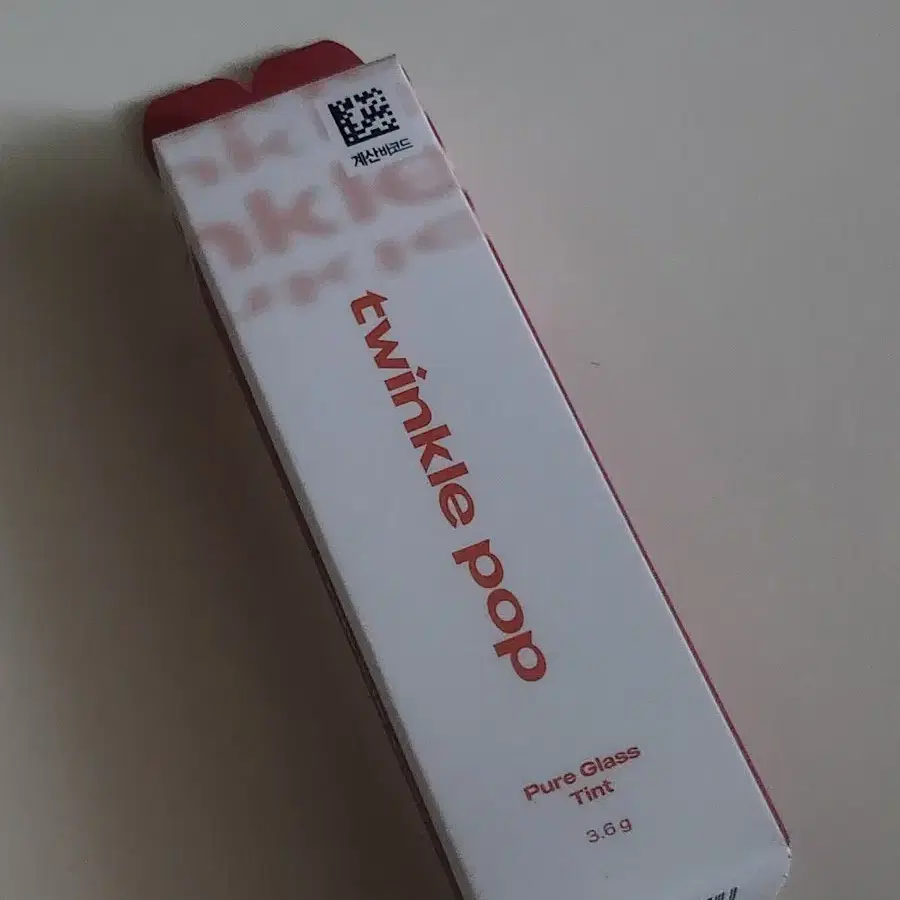 계산바코드
twinkle pop
Pure Glass
Tint
3.6 g